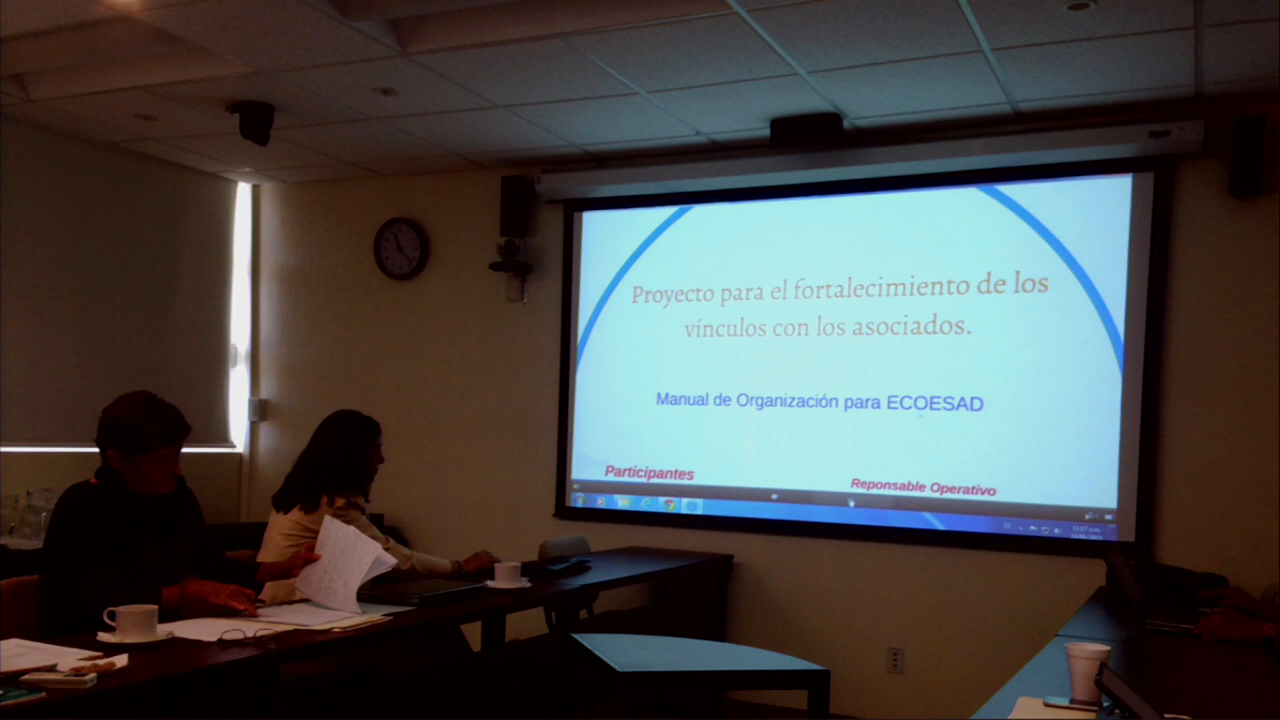 Proyecto para el fortalecimiento de los
vínculos con los asociados.
Manual de Organización para ECOESAD
Participantes
Reponsable Operativo